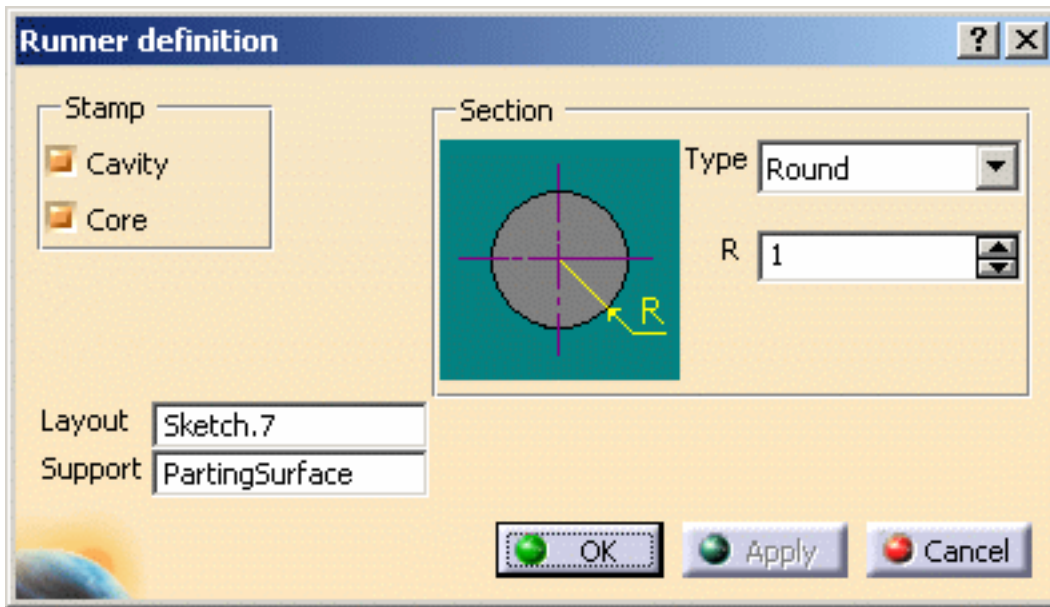 Runner definition
Stamp
Cavity
Core
Section
Type Round
R 1
R
Layout Sketch.7
Support PartingSurface
OK Apply Cancel